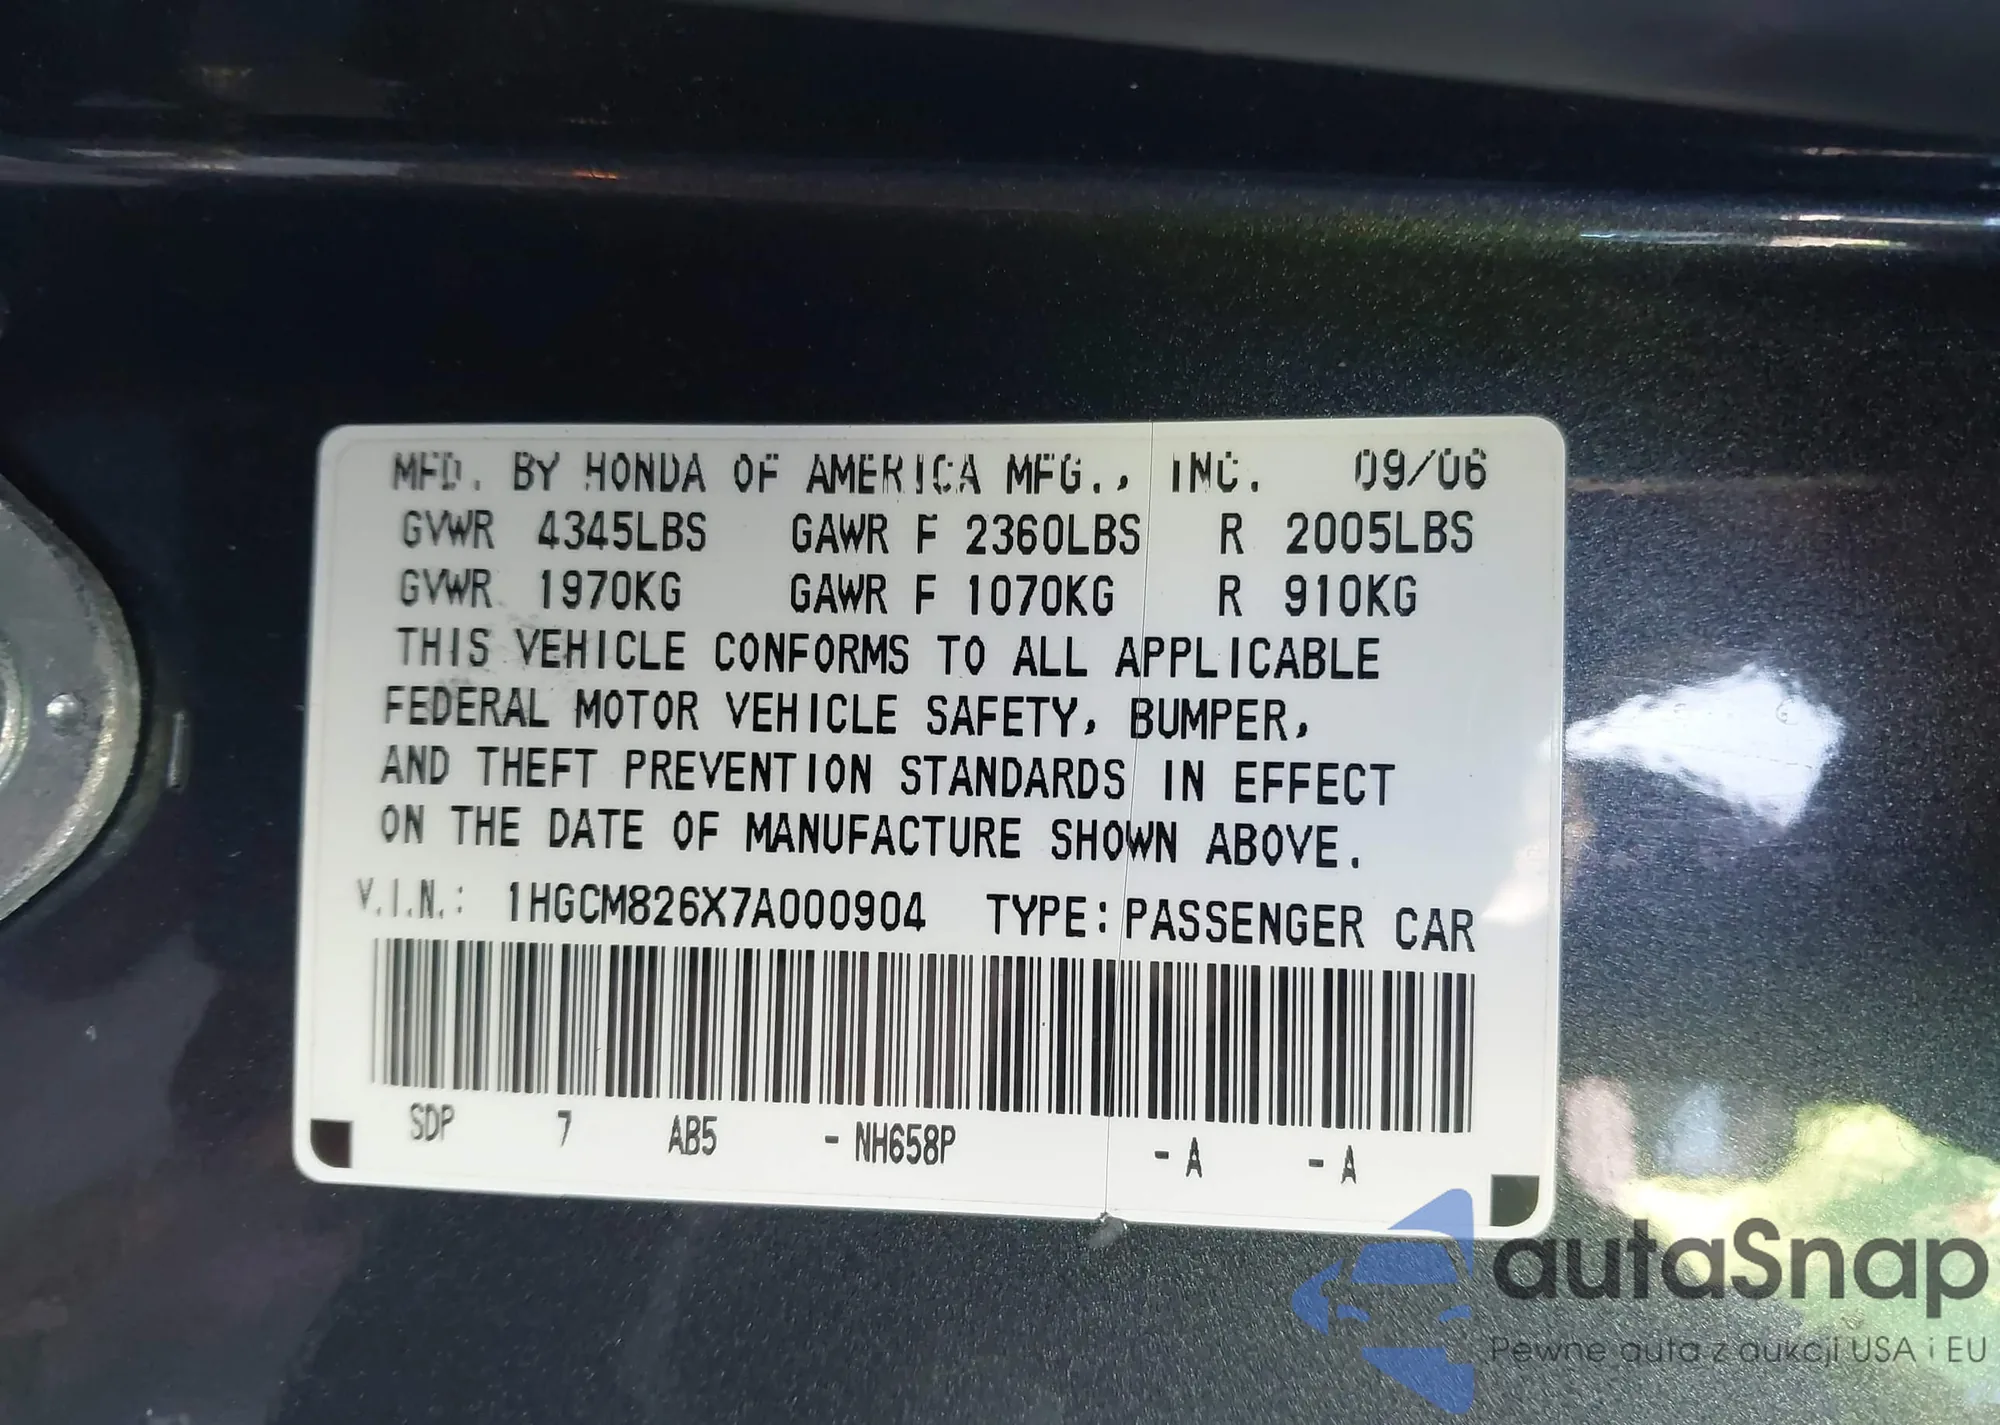 MFD. BY HONDA OF AMERICA MFG., INC. 09/06
GVWR 4345LBS GAWR F 2360LBS R 2005LBS
GVWR 1970KG GAWR F 1070KG R 910KG
THIS VEHICLE CONFORMS TO ALL APPLICABLE
FEDERAL MOTOR VEHICLE SAFETY, BUMPER,
AND THEFT PREVENTION STANDARDS IN EFFECT
ON THE DATE OF MANUFACTURE SHOWN ABOVE.
V.I.N.: 1HGCM826X7A000904 TYPE: PASSENGER CAR
SDP 7 AB5 - NH658P - A - A
autaSnap
Pewne auta z aukcji USA i EU